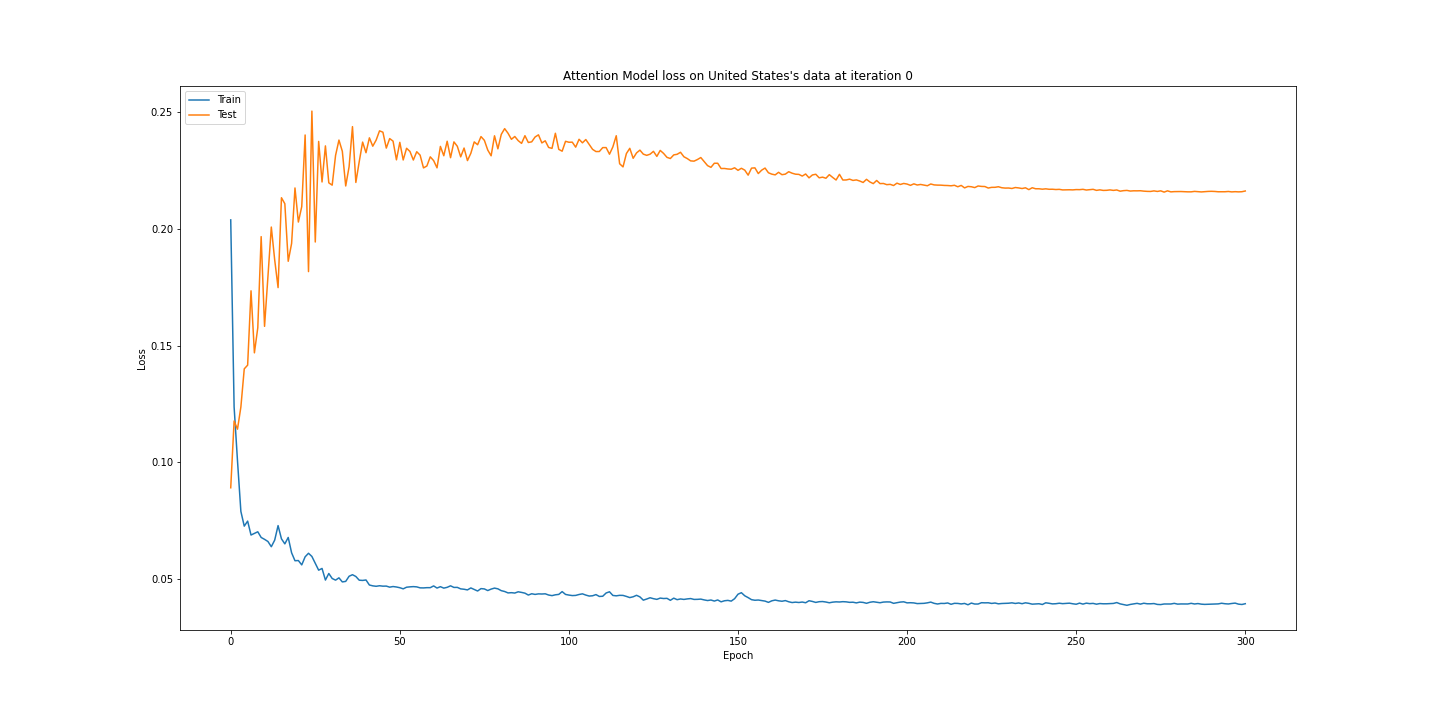 Attention Model loss on United States's data at iteration 0
Train
Test
0.25
0.20
0.15
0.10
0.05
Loss
0 50 100 150 200 250 300
Epoch